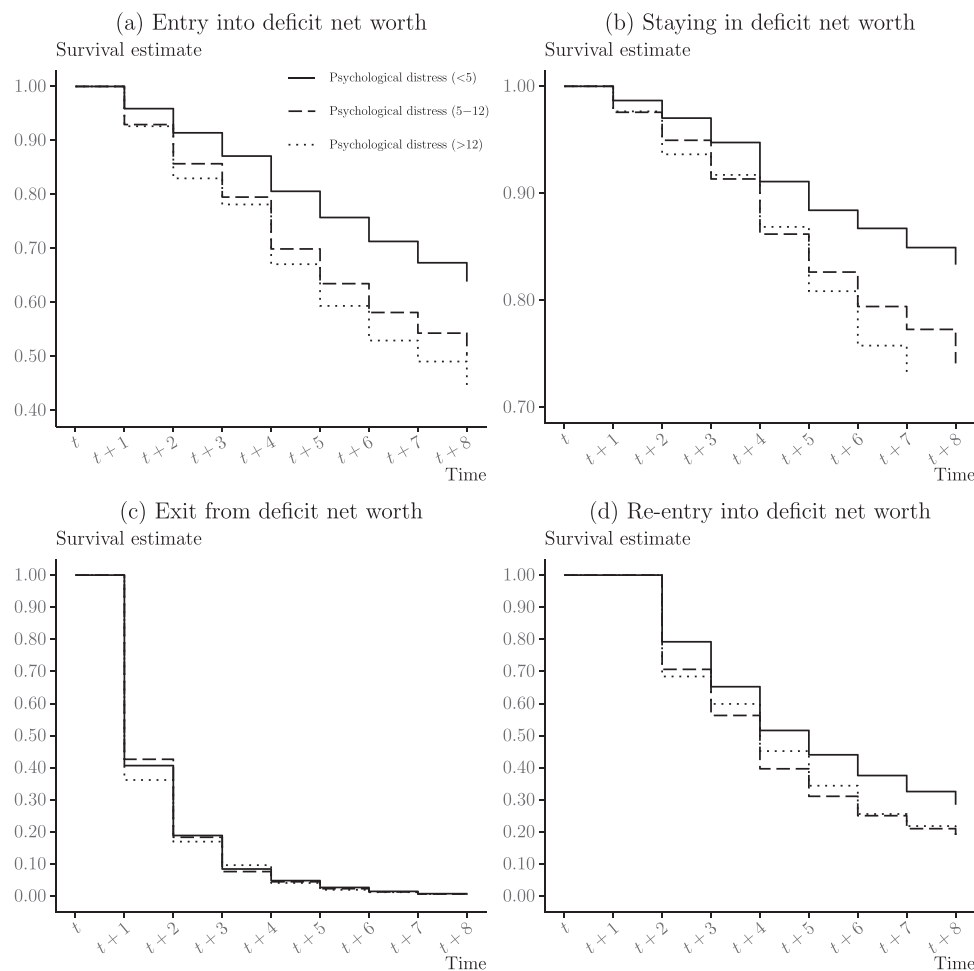 (a) Entry into deficit net worth
Survival estimate
1.00
0.90
0.80
0.70
0.60
0.50
0.40
Psychological distress (<5)
Psychological distress (5−12)
Psychological distress (>12)
t
t + 1
t + 2
t + 3
t + 4
t + 5
t + 6
t + 7
t + 8
Time
(b) Staying in deficit net worth
Survival estimate
1.00
0.90
0.80
0.70
t
t + 1
t + 2
t + 3
t + 4
t + 5
t + 6
t + 7
t + 8
Time
(c) Exit from deficit net worth
Survival estimate
1.00
0.90
0.80
0.70
0.60
0.50
0.40
0.30
0.20
0.10
0.00
t
t + 1
t + 2
t + 3
t + 4
t + 5
t + 6
t + 7
t + 8
Time
(d) Re-entry into deficit net worth
Survival estimate
1.00
0.90
0.80
0.70
0.60
0.50
0.40
0.30
0.20
0.10
0.00
t
t + 1
t + 2
t + 3
t + 4
t + 5
t + 6
t + 7
t + 8
Time